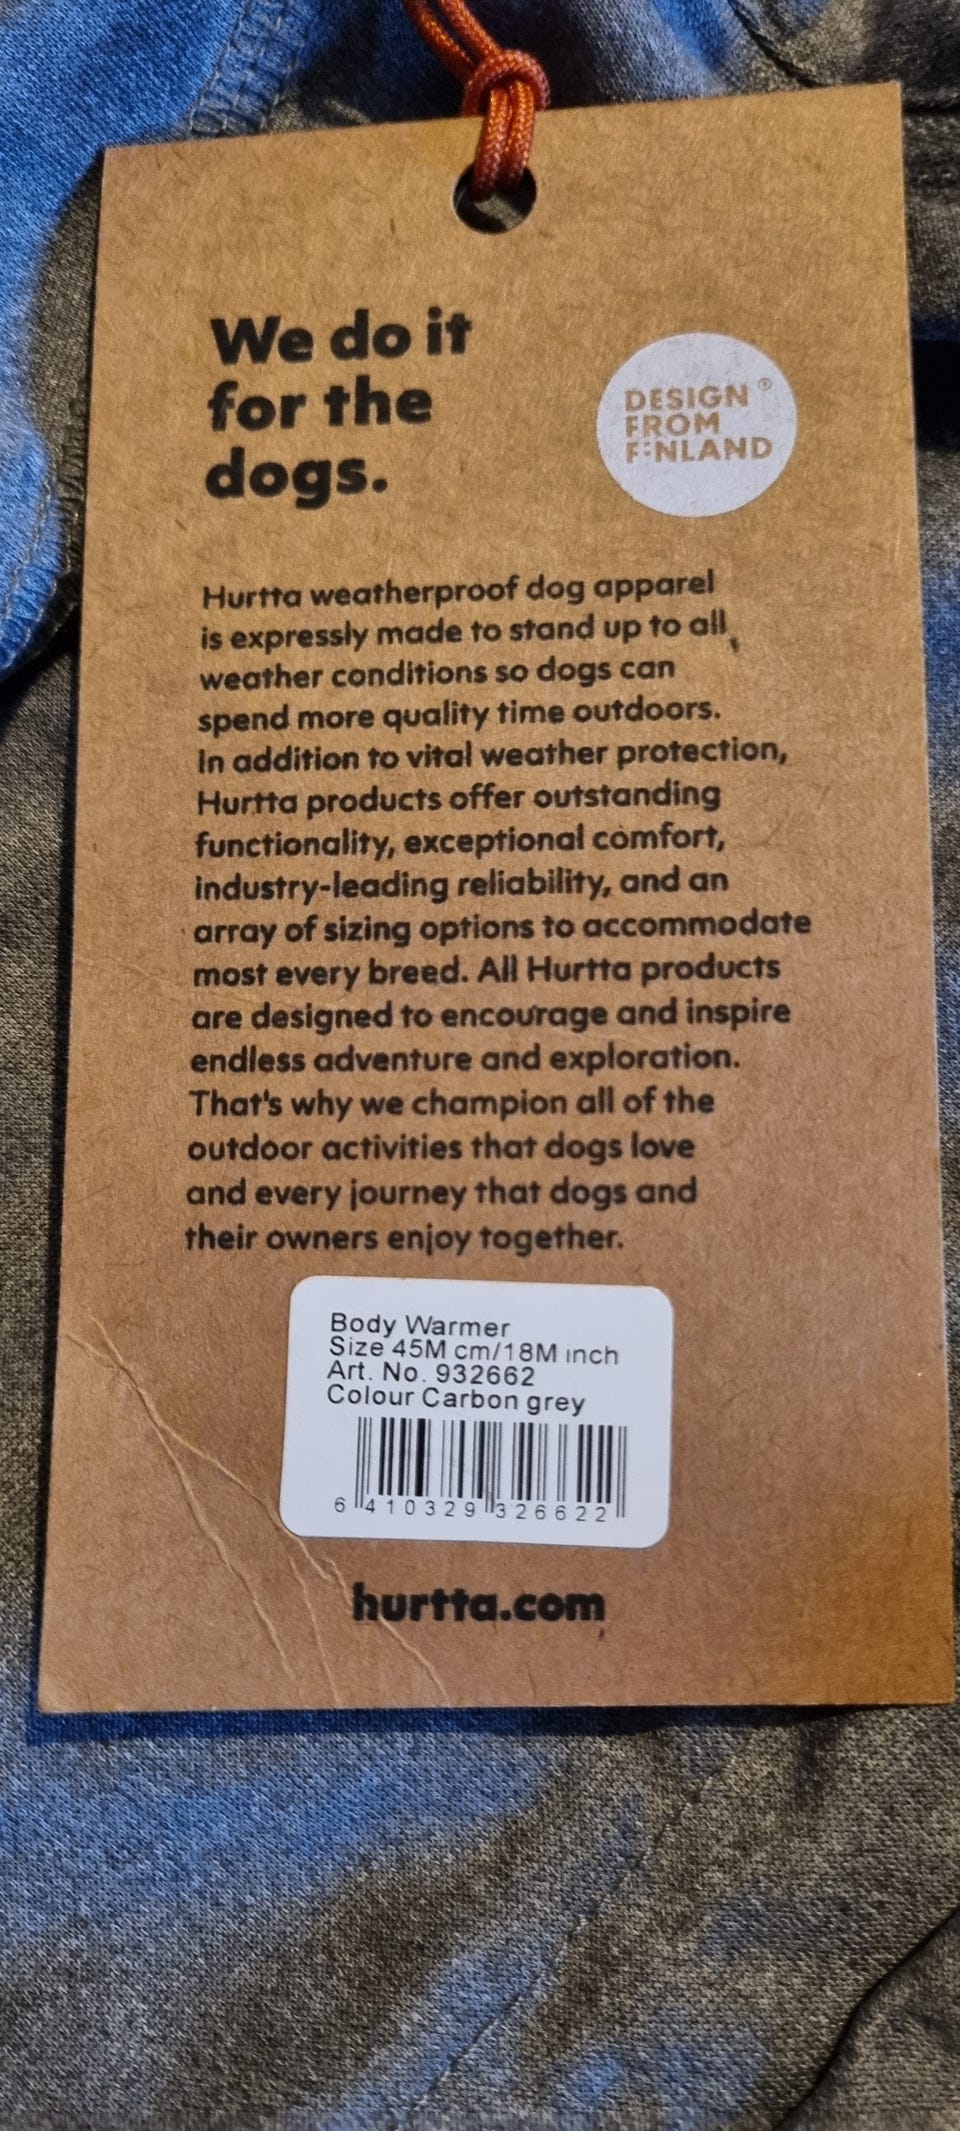 We do it
for the
dogs.
DESIGN ®
FROM
FINLAND
Hurtta weatherproof dog apparel
is expressly made to stand up to all
weather conditions so dogs can
spend more quality time outdoors.
In addition to vital weather protection,
Hurtta products offer outstanding
functionality, exceptional comfort,
industry-leading reliability, and an
array of sizing options to accommodate
most every breed. All Hurtta products
are designed to encourage and inspire
endless adventure and exploration.
That's why we champion all of the
outdoor activities that dogs love
and every journey that dogs and
their owners enjoy together.
Body Warmer
Size 45M cm/18M inch
Art. No. 932662
Colour Carbon grey
6 410329 326622
hurtta.com